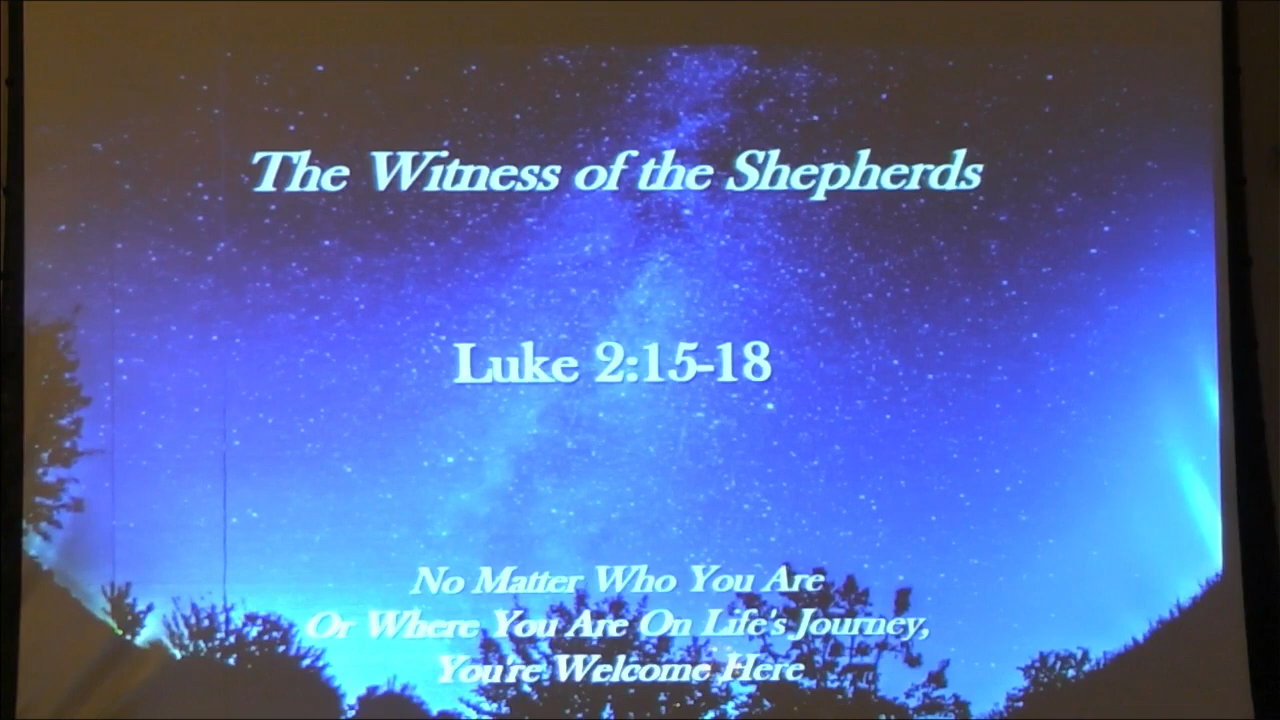 The Witness of the Shepherds
Luke 2:15-18
No Matter Who You Are
Or Where You Are On Life's Journey,
You're Welcome Here